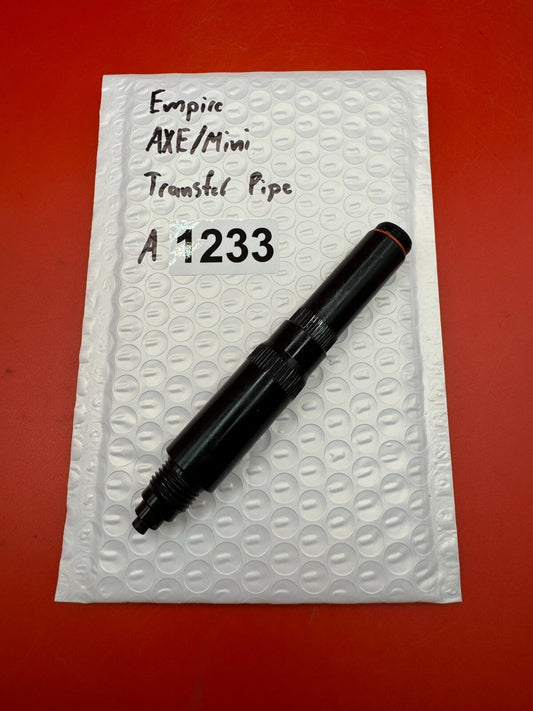 Empire
AXE/Mini
Transfer Pipe
A 1233